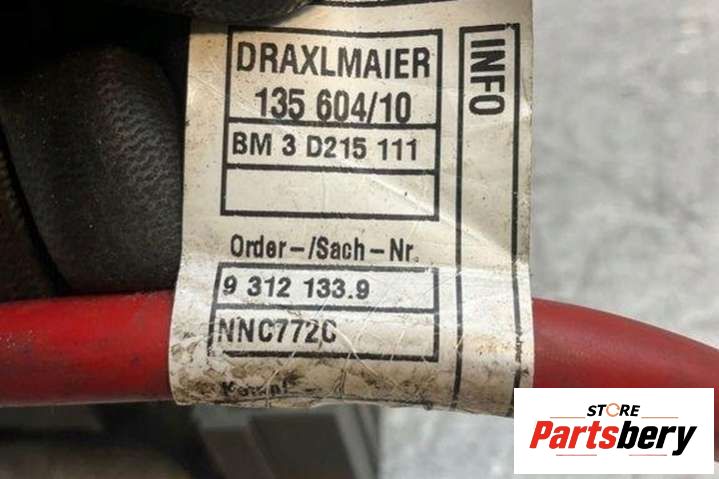 DRAXLMAIER
135 604/10
BM 3 D215 111
Order-/Sach-Nr.
9 312 133.9
NNC772C
INFO
STORE
Partsbery